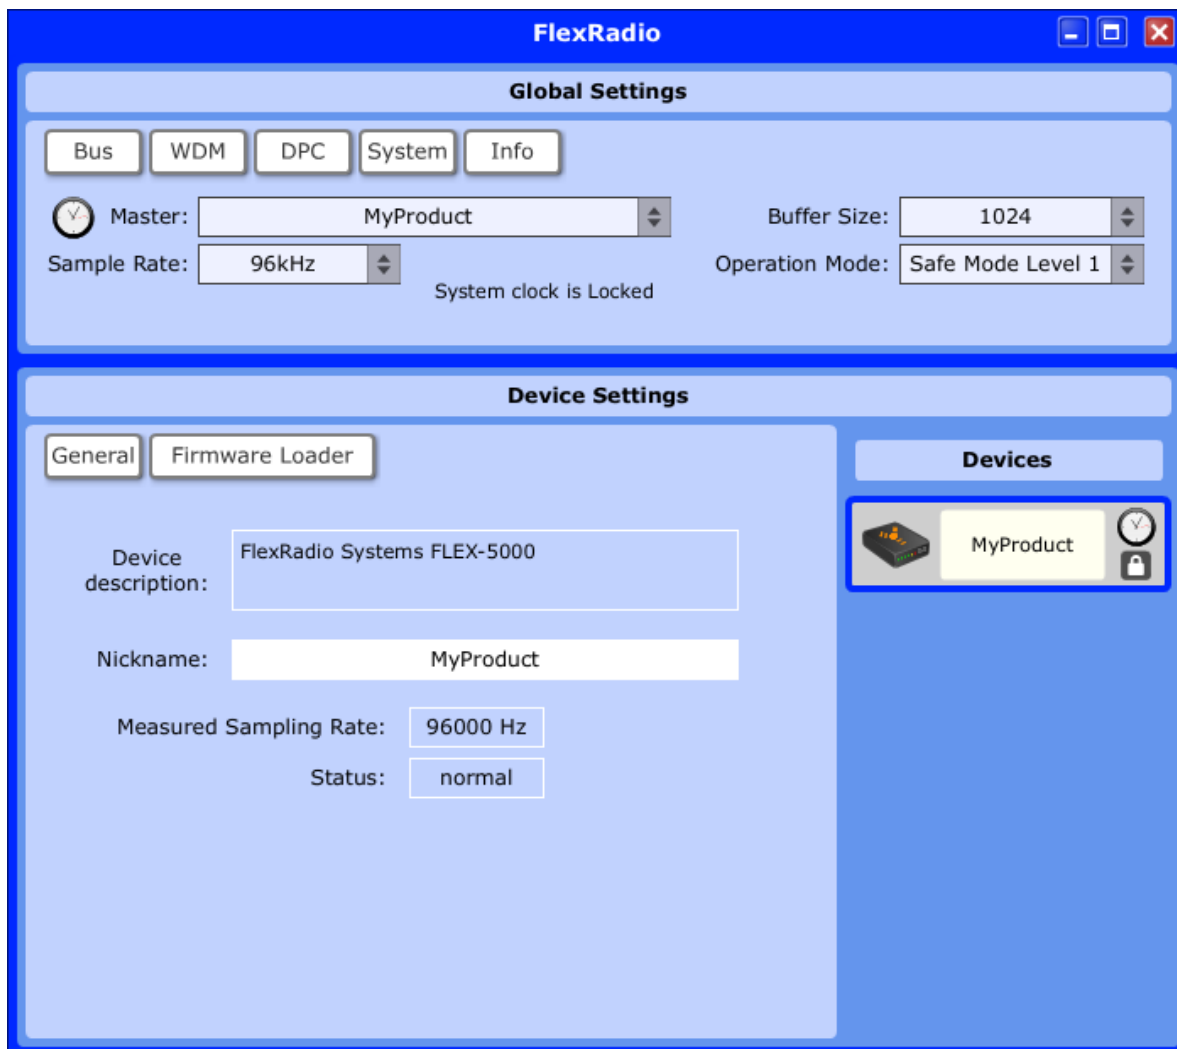 FlexRadio
Global Settings
Bus WDM DPC System Info
Master: MyProduct Buffer Size: 1024
Sample Rate: 96kHz Operation Mode: Safe Mode Level 1
System clock is Locked
Device Settings
General Firmware Loader
Devices
MyProduct
Device
description:
FlexRadio Systems FLEX-5000
Nickname: MyProduct
Measured Sampling Rate: 96000 Hz
Status: normal